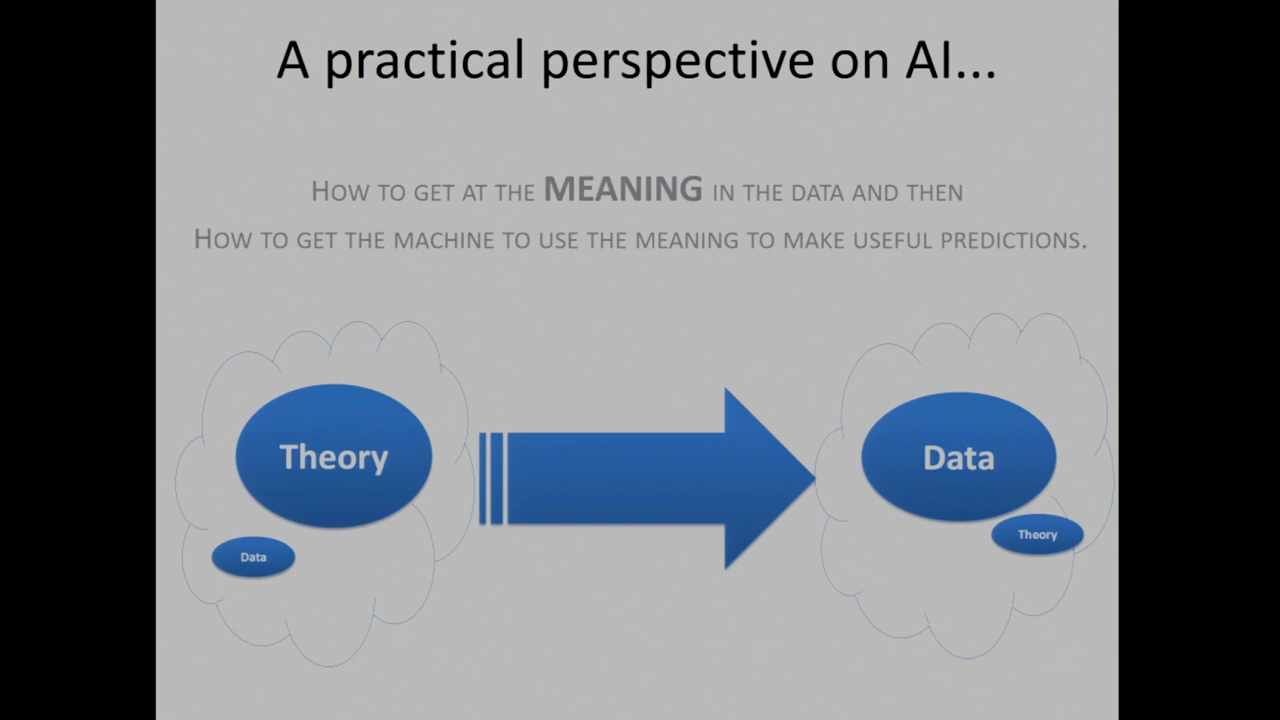 A practical perspective on AI...
HOW TO GET AT THE MEANING IN THE DATA AND THEN
HOW TO GET THE MACHINE TO USE THE MEANING TO MAKE USEFUL PREDICTIONS.
Theory
Data
Data
Theory